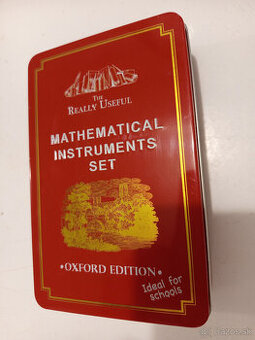 THE
REALLY USEFUL
MATHEMATICAL
INSTRUMENTS
SET
• OXFORD EDITION •
Ideal for
schools